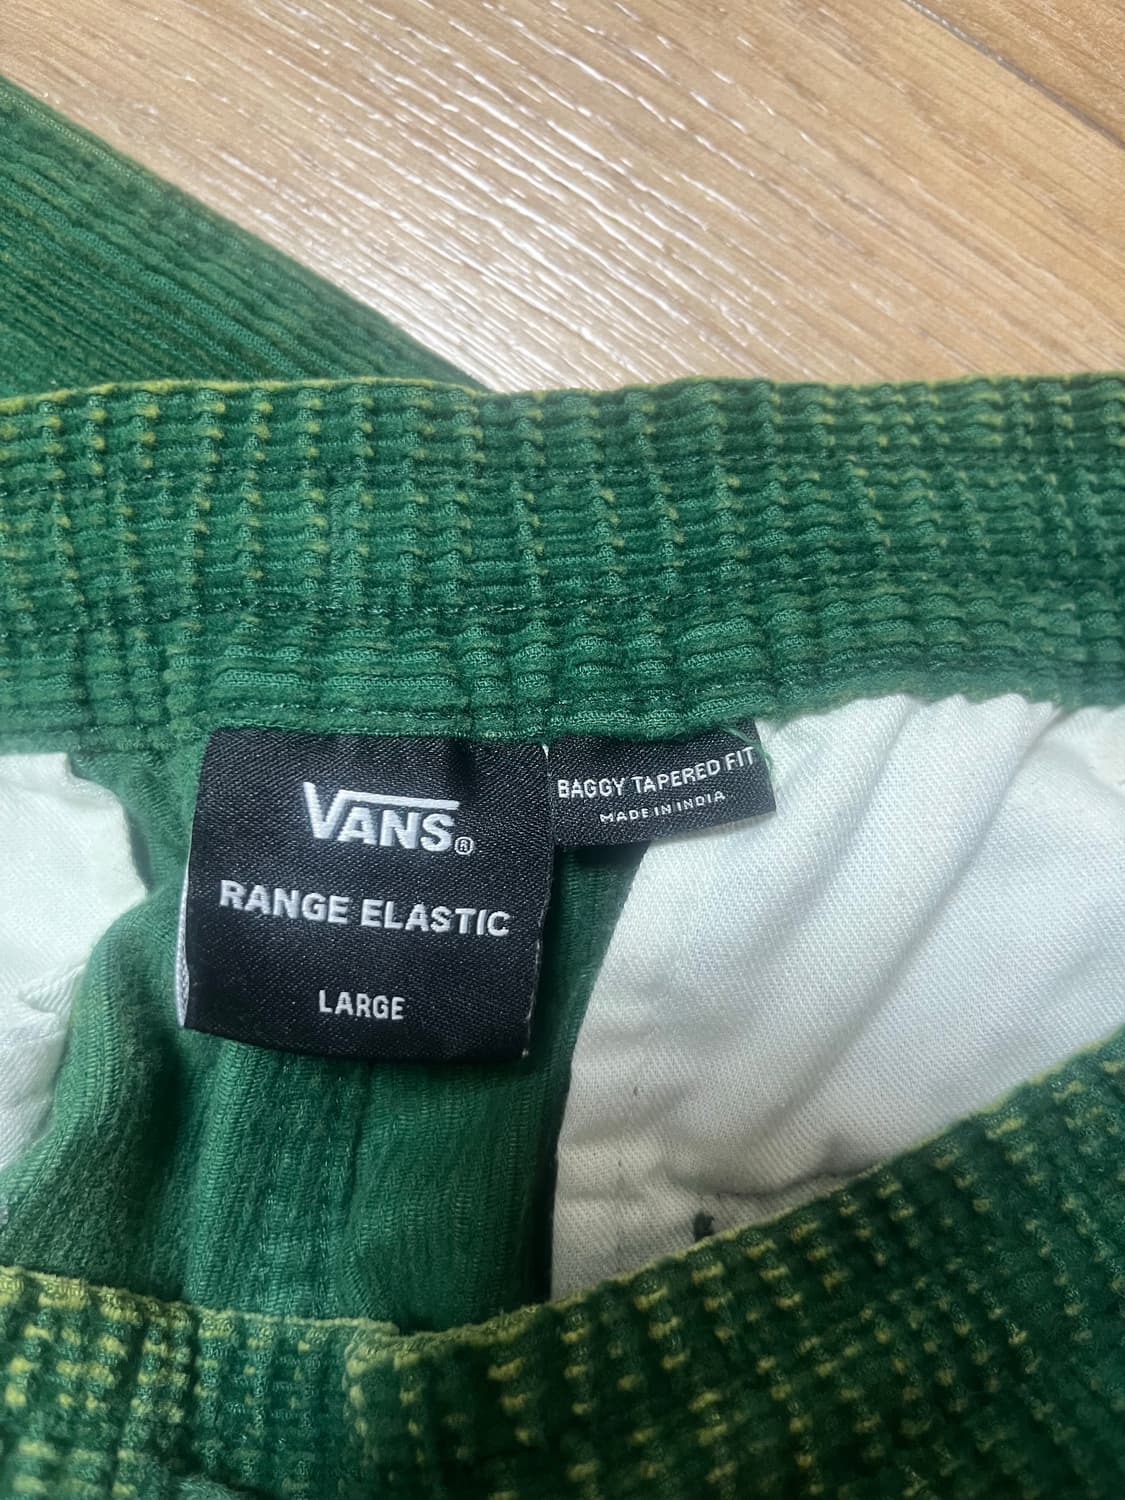 VANS®
RANGE ELASTIC
LARGE
BAGGY TAPERED FIT
MADE IN INDIA